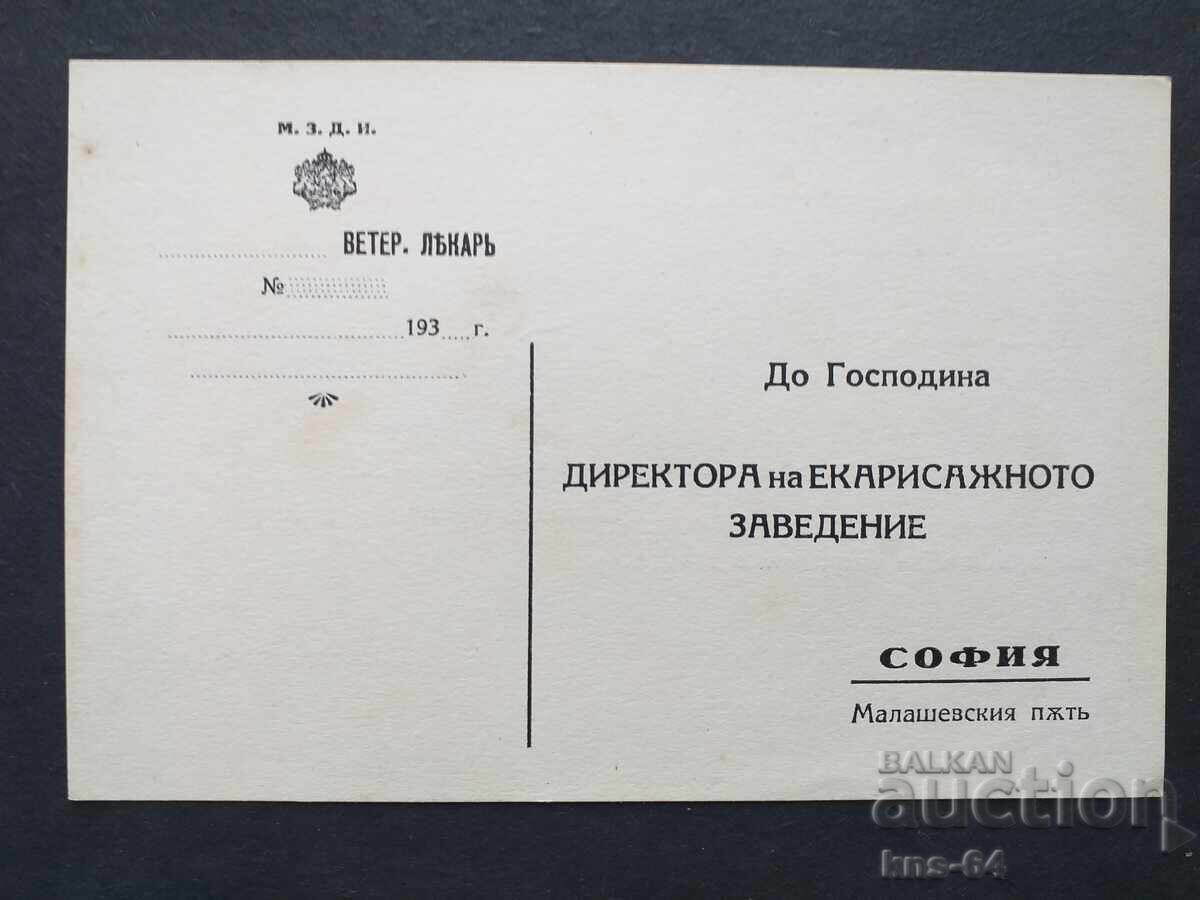 М. З. Д. И.
ВЕТЕР. ЛѢКАРЬ
№
193 г.
До Господина
ДИРЕКТОРА на ЕКАРИСАЖНОТО
ЗАВЕДЕНИЕ
СОФИЯ
Малашевския пѫть
BALKAN
auction
kns-64